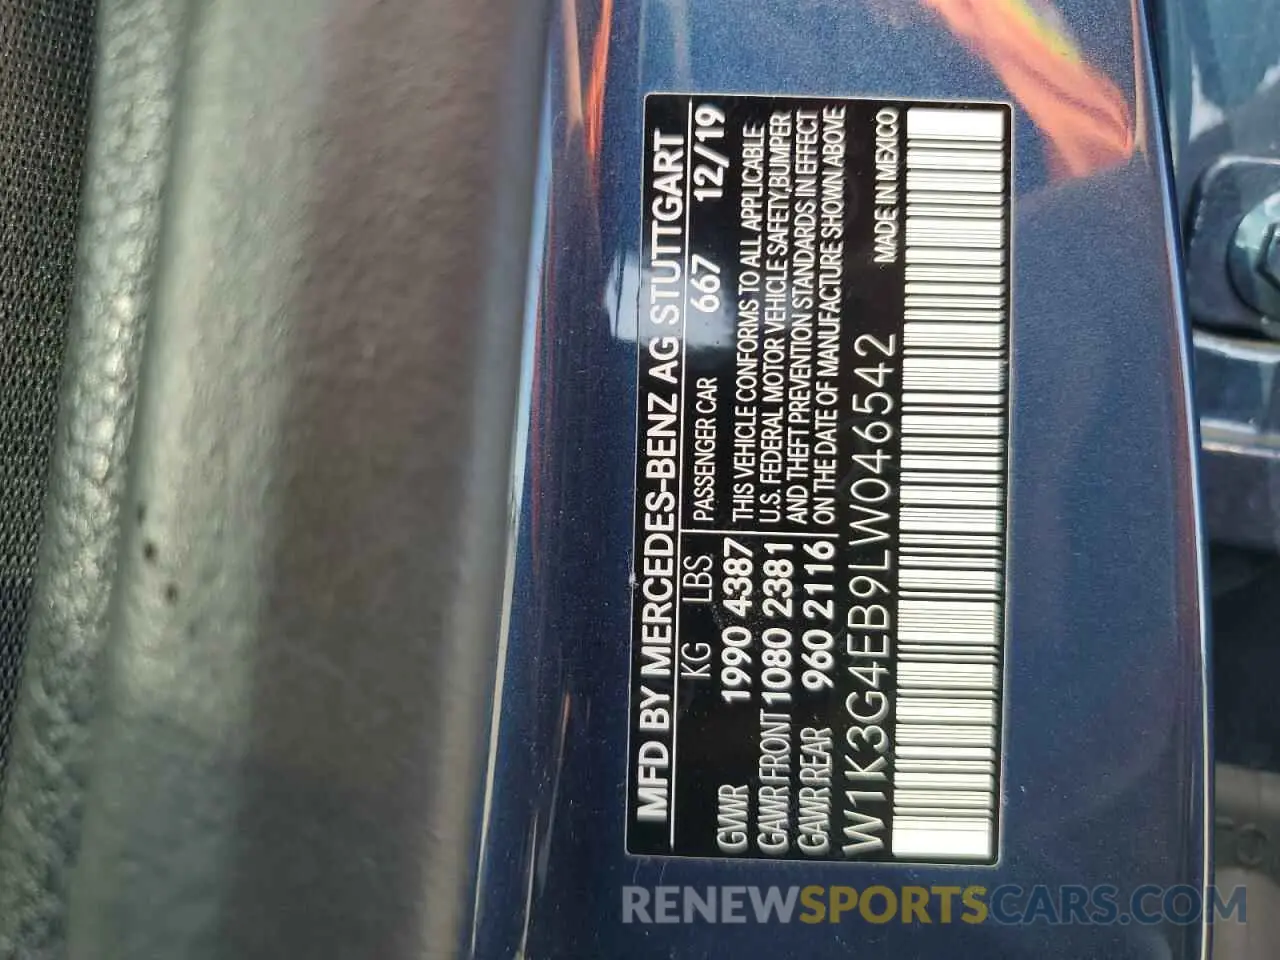 MFD BY MERCEDES-BENZ AG STUTTGART
KG LBS PASSENGER CAR 667 12/19
GVWR 1990 4387 THIS VEHICLE CONFORMS TO ALL APPLICABLE
GAWR FRONT 1080 2381 U.S. FEDERAL MOTOR VEHICLE SAFETY,BUMPER
GAWR REAR 960 2116 AND THEFT PREVENTION STANDARDS IN EFFECT
ON THE DATE OF MANUFACTURE SHOWN ABOVE
W1K3G4EB9LW046542 MADE IN MEXICO
RENEWSPORTSCARS.COM